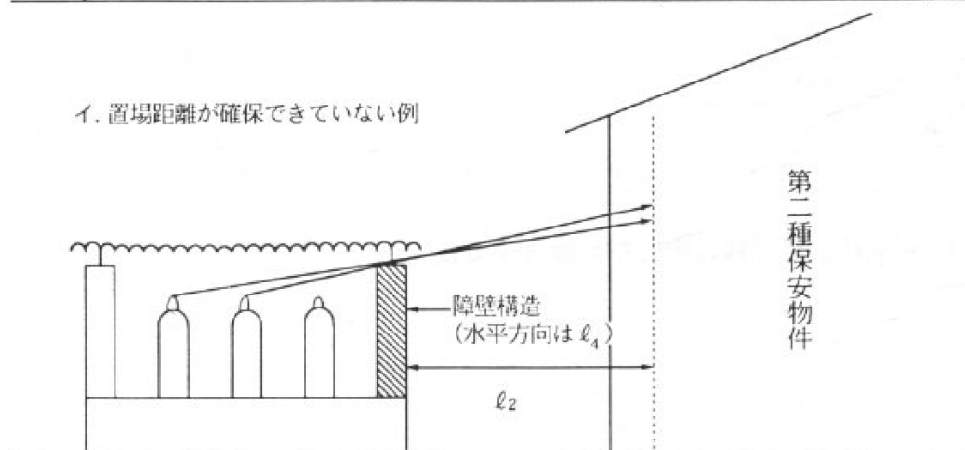 イ. 置場距離が確保できていない例
第二種保安物件
障壁構造
(水平方向はℓ4)
ℓ2